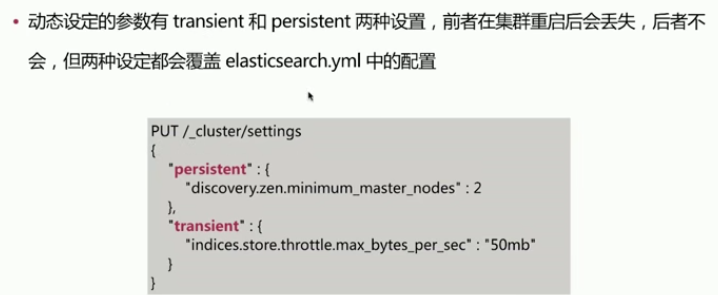 • 动态设定的参数有 transient 和 persistent 两种设置，前者在集群重启后会丢失，后者不
会，但两种设定都会覆盖 elasticsearch.yml 中的配置
PUT /_cluster/settings
{
"persistent" : {
"discovery.zen.minimum_master_nodes" : 2
},
"transient" : {
"indices.store.throttle.max_bytes_per_sec" : "50mb"
}
}